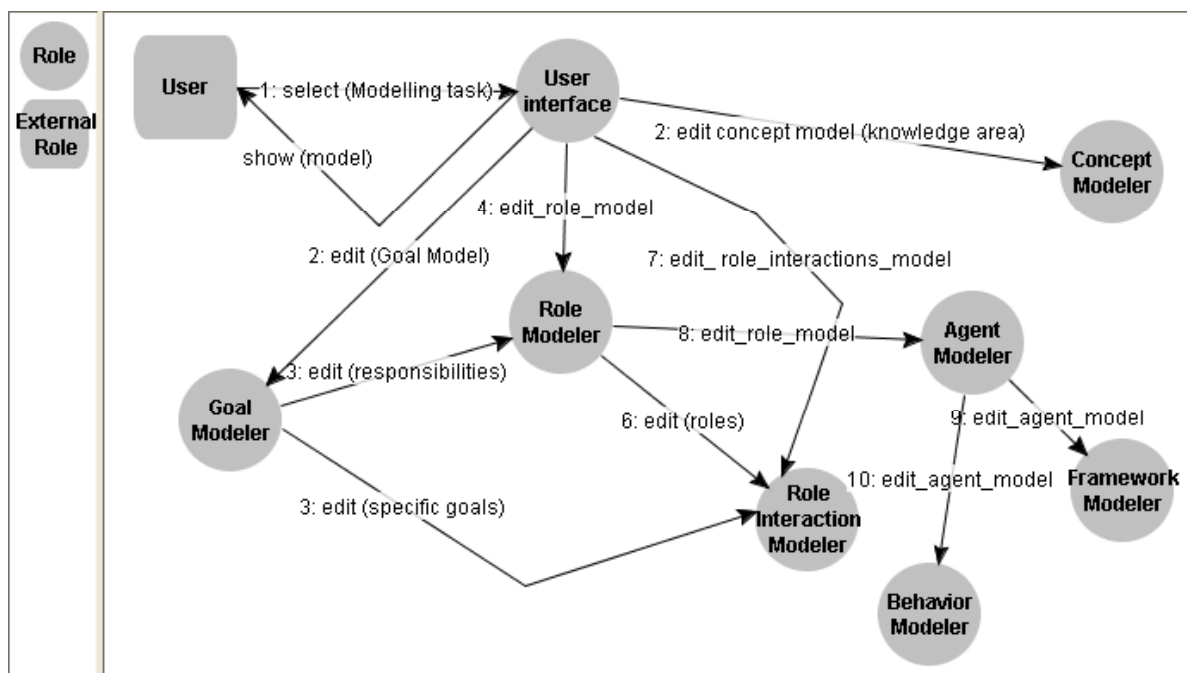 Role
External
Role
User
1: select (Modelling task)
User
interface
show (model)
2: edit concept model (knowledge area)
Concept
Modeler
4: edit_role_model
2: edit (Goal Model)
7: edit_ role_interactions_model
Role
Modeler
8: edit_role_model
Agent
Modeler
3: edit (responsibilities)
Goal
Modeler
6: edit (roles)
9: edit_agent_model
10: edit_agent_model
Framework
Modeler
3: edit (specific goals)
Role
Interaction
Modeler
Behavior
Modeler